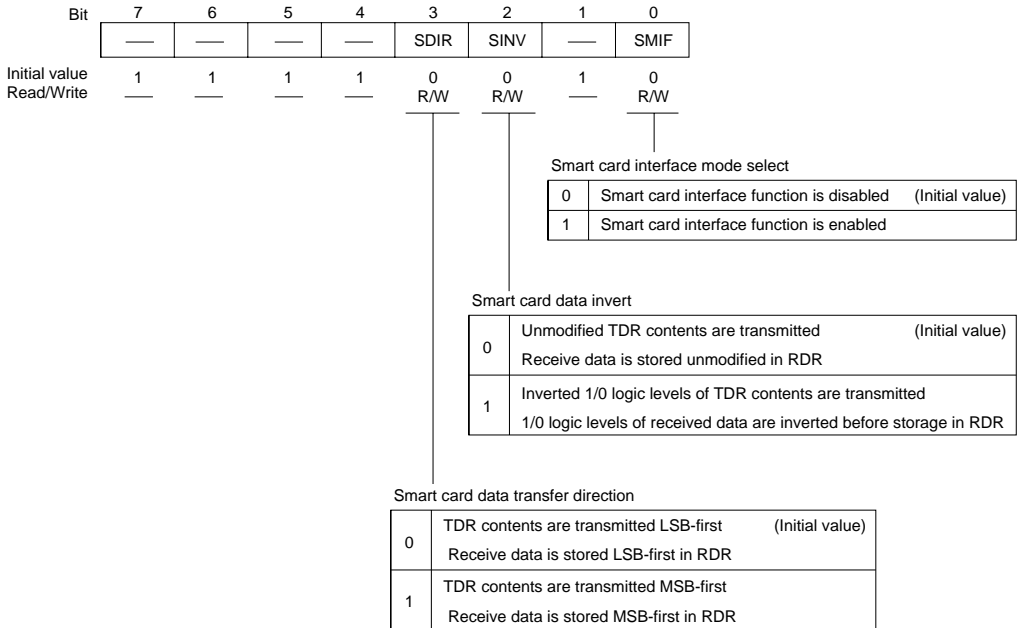 Bit 7 6 5 4 3 2 1 0
— — — — SDIR SINV — SMIF
Initial value 1 1 1 1 0 0 1 0
Read/Write — — — — R/W R/W — R/W
Smart card interface mode select
0 Smart card interface function is disabled (Initial value)
1 Smart card interface function is enabled
Smart card data invert
0 Unmodified TDR contents are transmitted (Initial value)
Receive data is stored unmodified in RDR
1 Inverted 1/0 logic levels of TDR contents are transmitted
1/0 logic levels of received data are inverted before storage in RDR
Smart card data transfer direction
0 TDR contents are transmitted LSB-first (Initial value)
Receive data is stored LSB-first in RDR
1 TDR contents are transmitted MSB-first
Receive data is stored MSB-first in RDR